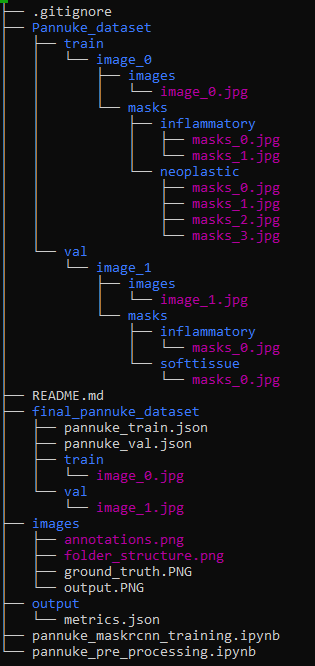 ├── .gitignore
├── Pannuke_dataset
│   ├── train
│   │   └── image_0
│   │       ├── images
│   │       │   └── image_0.jpg
│   │       └── masks
│   │           ├── inflammatory
│   │           │   ├── masks_0.jpg
│   │           │   └── masks_1.jpg
│   │           └── neoplastic
│   │               ├── masks_0.jpg
│   │               ├── masks_1.jpg
│   │               ├── masks_2.jpg
│   │               └── masks_3.jpg
│   └── val
│       └── image_1
│           ├── images
│           │   └── image_1.jpg
│           └── masks
│               ├── inflammatory
│               │   └── masks_0.jpg
│               └── softtissue
│                   └── masks_0.jpg
├── README.md
├── final_pannuke_dataset
│   ├── pannuke_train.json
│   ├── pannuke_val.json
│   ├── train
│   │   └── image_0.jpg
│   └── val
│       └── image_1.jpg
├── images
│   ├── annotations.png
│   ├── folder_structure.png
│   ├── ground_truth.PNG
│   └── output.PNG
├── output
│   └── metrics.json
├── pannuke_maskrcnn_training.ipynb
└── pannuke_pre_processing.ipynb